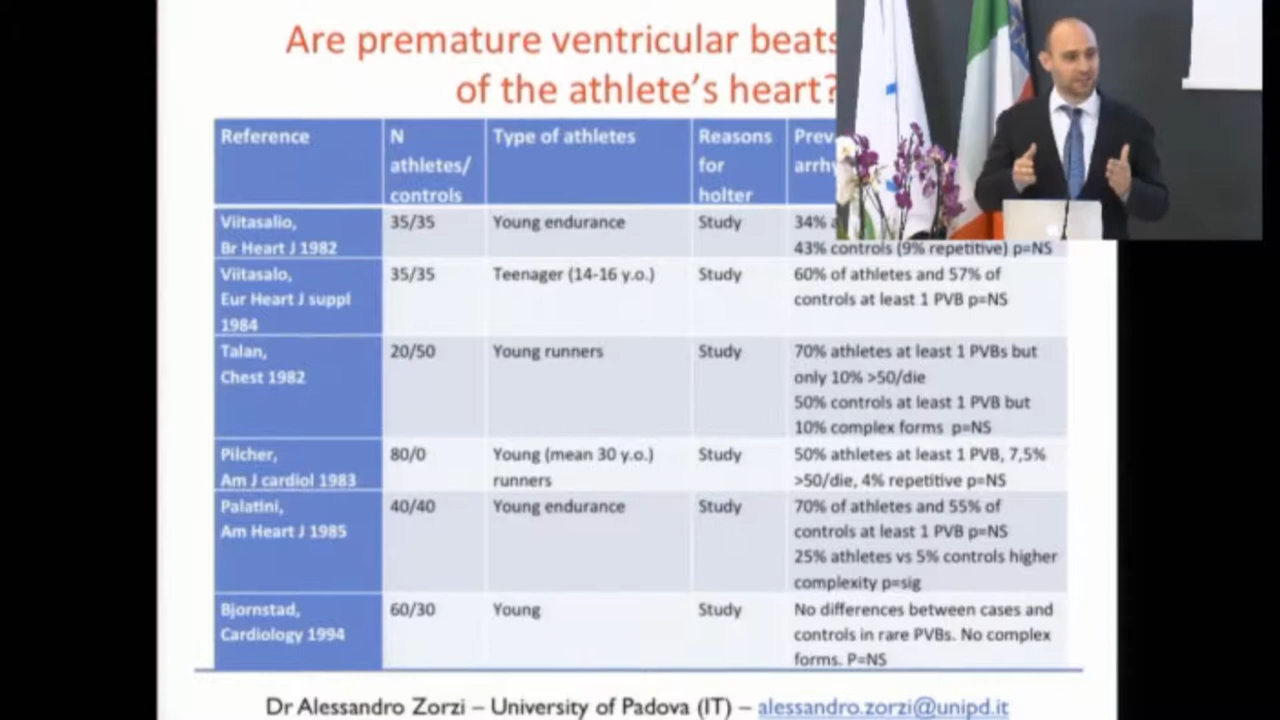 Are premature ventricular beats
of the athlete's heart?
Reference
N
athletes/
controls
Type of athletes
Reasons
for
holter
Viitasalio,
Br Heart J 1982
35/35
Young endurance
Study
34%
43% controls (9% repetitive) p=NS
Viitasalo,
Eur Heart J suppl
1984
35/35
Teenager (14-16 y.o.)
Study
60% of athletes and 57% of
controls at least 1 PVB p=NS
Talan,
Chest 1982
20/50
Young runners
Study
70% athletes at least 1 PVBs but
only 10% >50/die
50% controls at least 1 PVB but
10% complex forms p=NS
Pilcher,
Am J cardiol 1983
80/0
Young (mean 30 y.o.)
runners
Study
50% athletes at least 1 PVB, 7,5%
>50/die, 4% repetitive p=NS
Palatini,
Am Heart J 1985
40/40
Young endurance
Study
70% of athletes and 55% of
controls at least 1 PVB p=NS
25% athletes vs 5% controls higher
complexity p=sig
Bjornstad,
Cardiology 1994
60/30
Young
Study
No differences between cases and
controls in rare PVBs. No complex
forms. P=NS
Dr Alessandro Zorzi – University of Padova (IT) – alessandro.zorzi@unipd.it